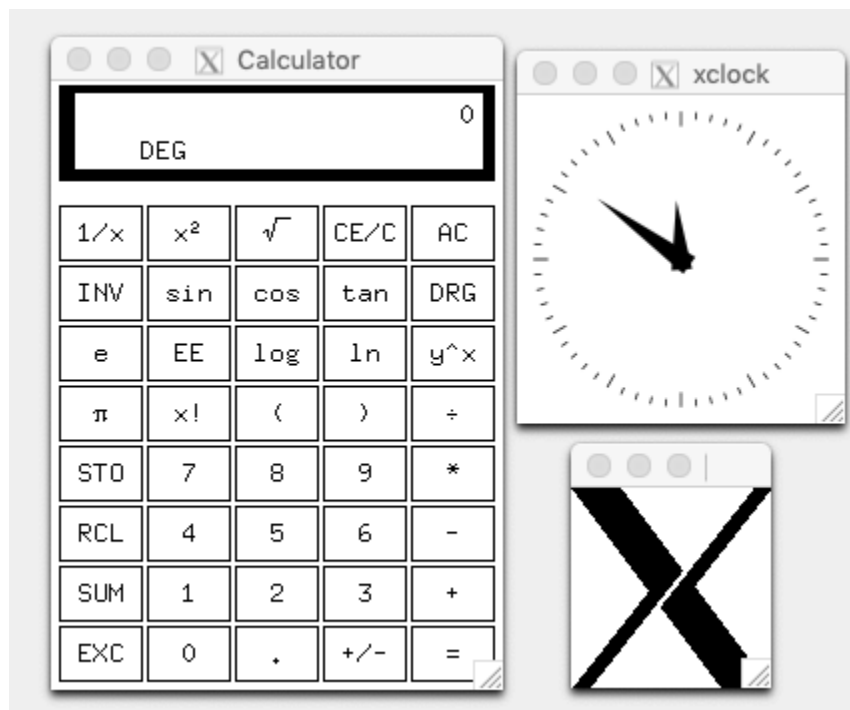 Calculator
0
DEG
1/x x² √ CE/C AC
INV sin cos tan DRG
e EE log ln y^x
π x! ( ) ÷
STO 7 8 9 *
RCL 4 5 6 -
SUM 1 2 3 +
EXC 0 . +/- =
xclock